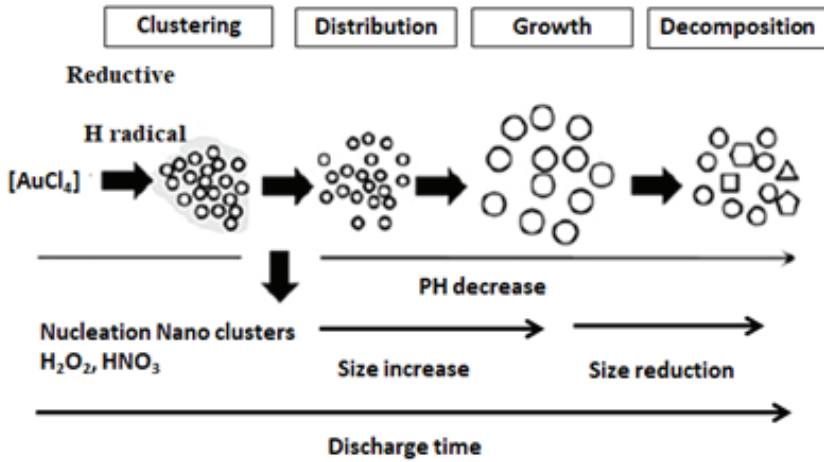 Clustering
Distribution
Growth
Decomposition
Reductive
H radical
[AuCl₄]
PH decrease
Nucleation Nano clusters
H₂O₂, HNO₃
Size increase
Size reduction
Discharge time